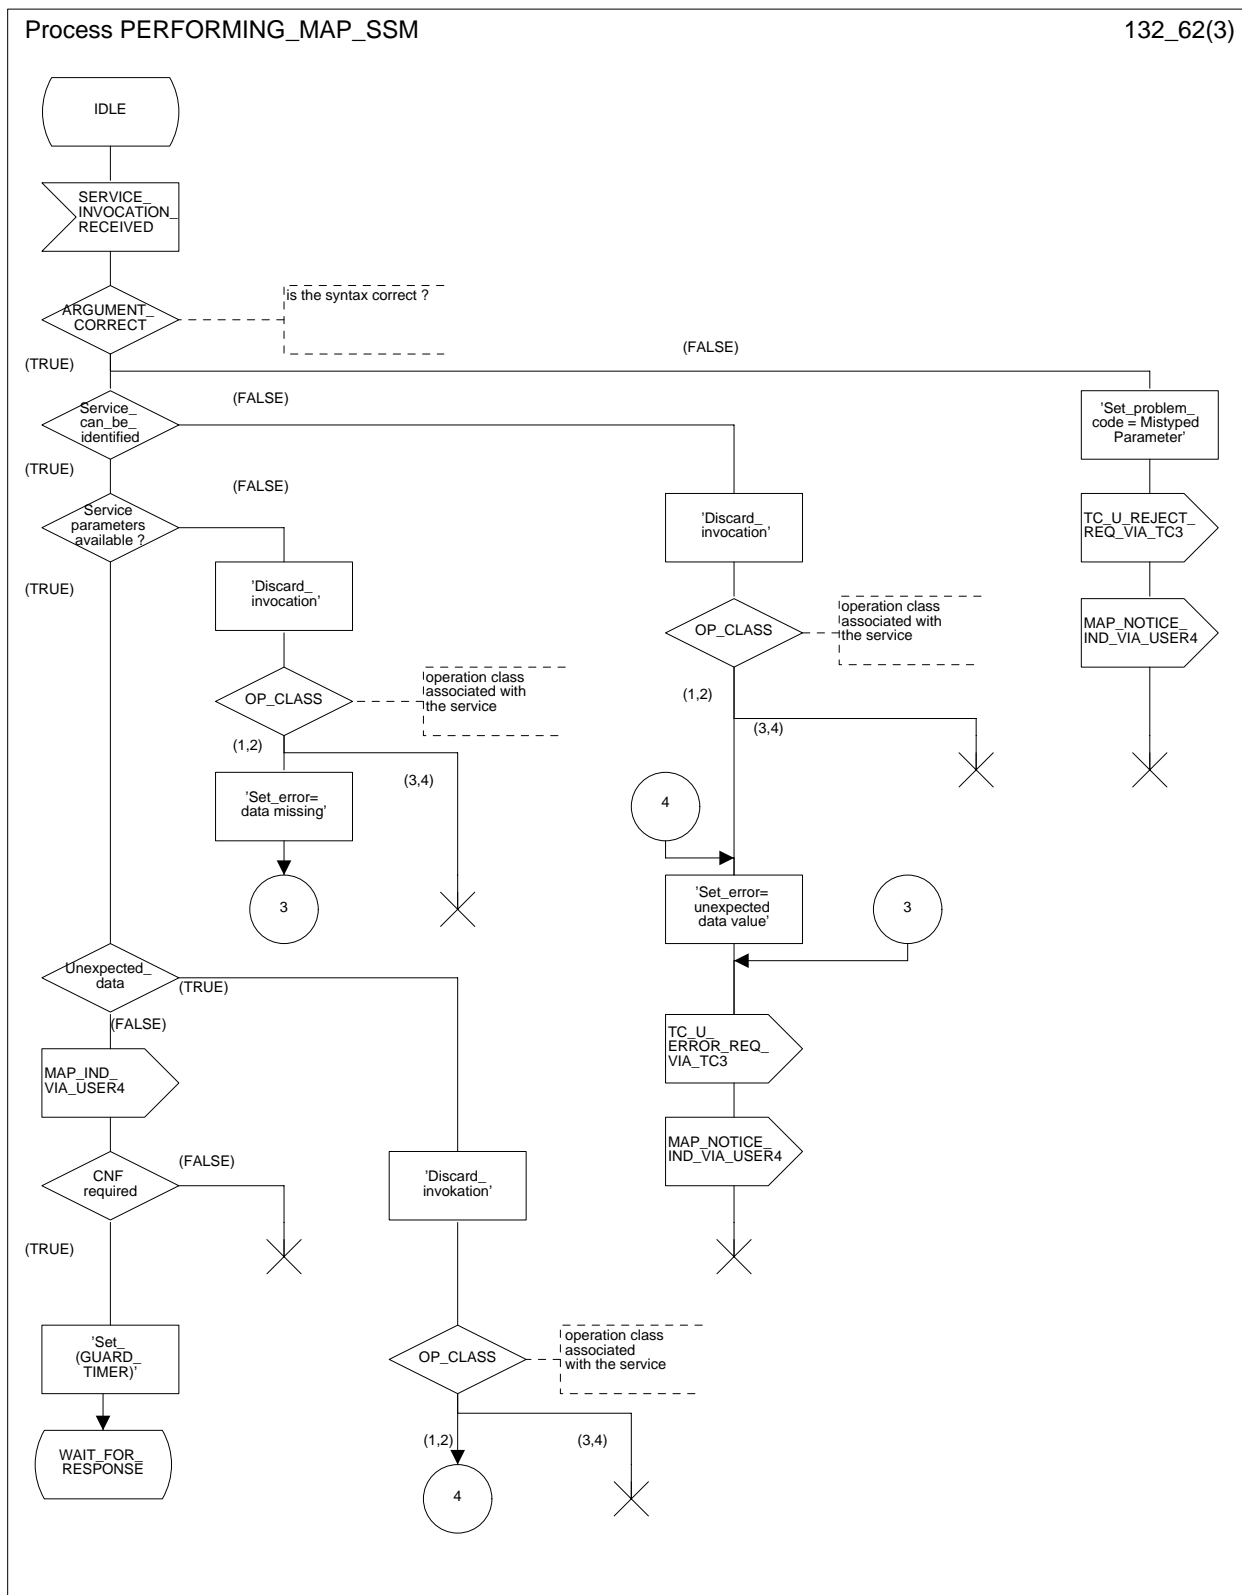 Process PERFORMING_MAP_SSM
132_62(3)
IDLE
SERVICE_
INVOCATION_
RECEIVED
ARGUMENT_
CORRECT
is the syntax correct ?
(TRUE)
(FALSE)
Service_
can_be_
identified
(FALSE)
'Set_problem_
code = Mistyped
Parameter'
(TRUE)
Service
parameters
available ?
(FALSE)
'Discard_
invocation'
TC_U_REJECT_
REQ_VIA_TC3
(TRUE)
'Discard_
invocation'
OP_CLASS
operation class
associated with
the service
MAP_NOTICE_
IND_VIA_USER4
OP_CLASS
operation class
associated with
the service
(1,2)
(3,4)
(1,2)
(3,4)
'Set_error=
data missing'
4
3
'Set_error=
unexpected
data value'
3
Unexpected_
data
(TRUE)
(FALSE)
TC_U_
ERROR_REQ_
VIA_TC3
MAP_IND_
VIA_USER4
MAP_NOTICE_
IND_VIA_USER4
CNF
required
(FALSE)
'Discard_
invokation'
(TRUE)
'Set_
(GUARD_
TIMER)'
OP_CLASS
operation class
associated
with the service
(1,2)
(3,4)
WAIT_FOR_
RESPONSE
4